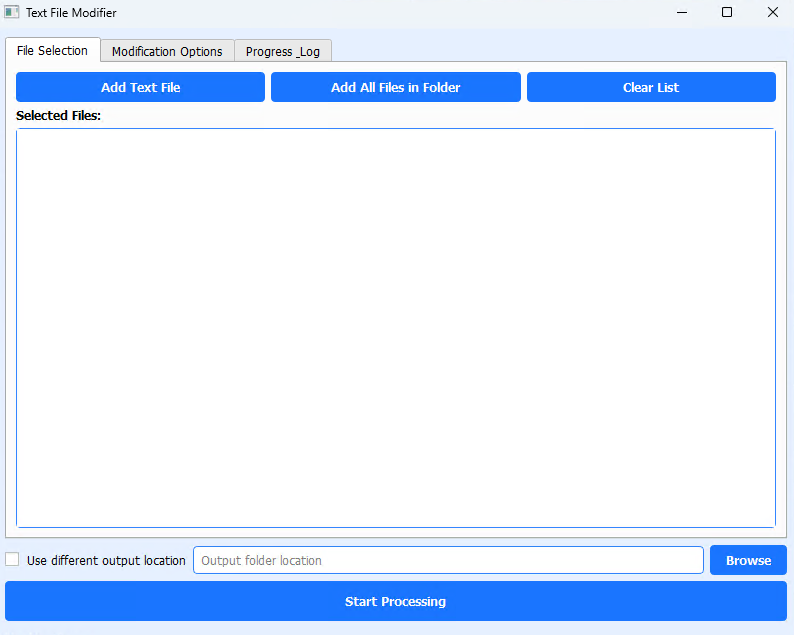 Text File Modifier
File Selection
Modification Options
Progress _Log
Add Text File
Add All Files in Folder
Clear List
Selected Files:
Use different output location
Output folder location
Browse
Start Processing